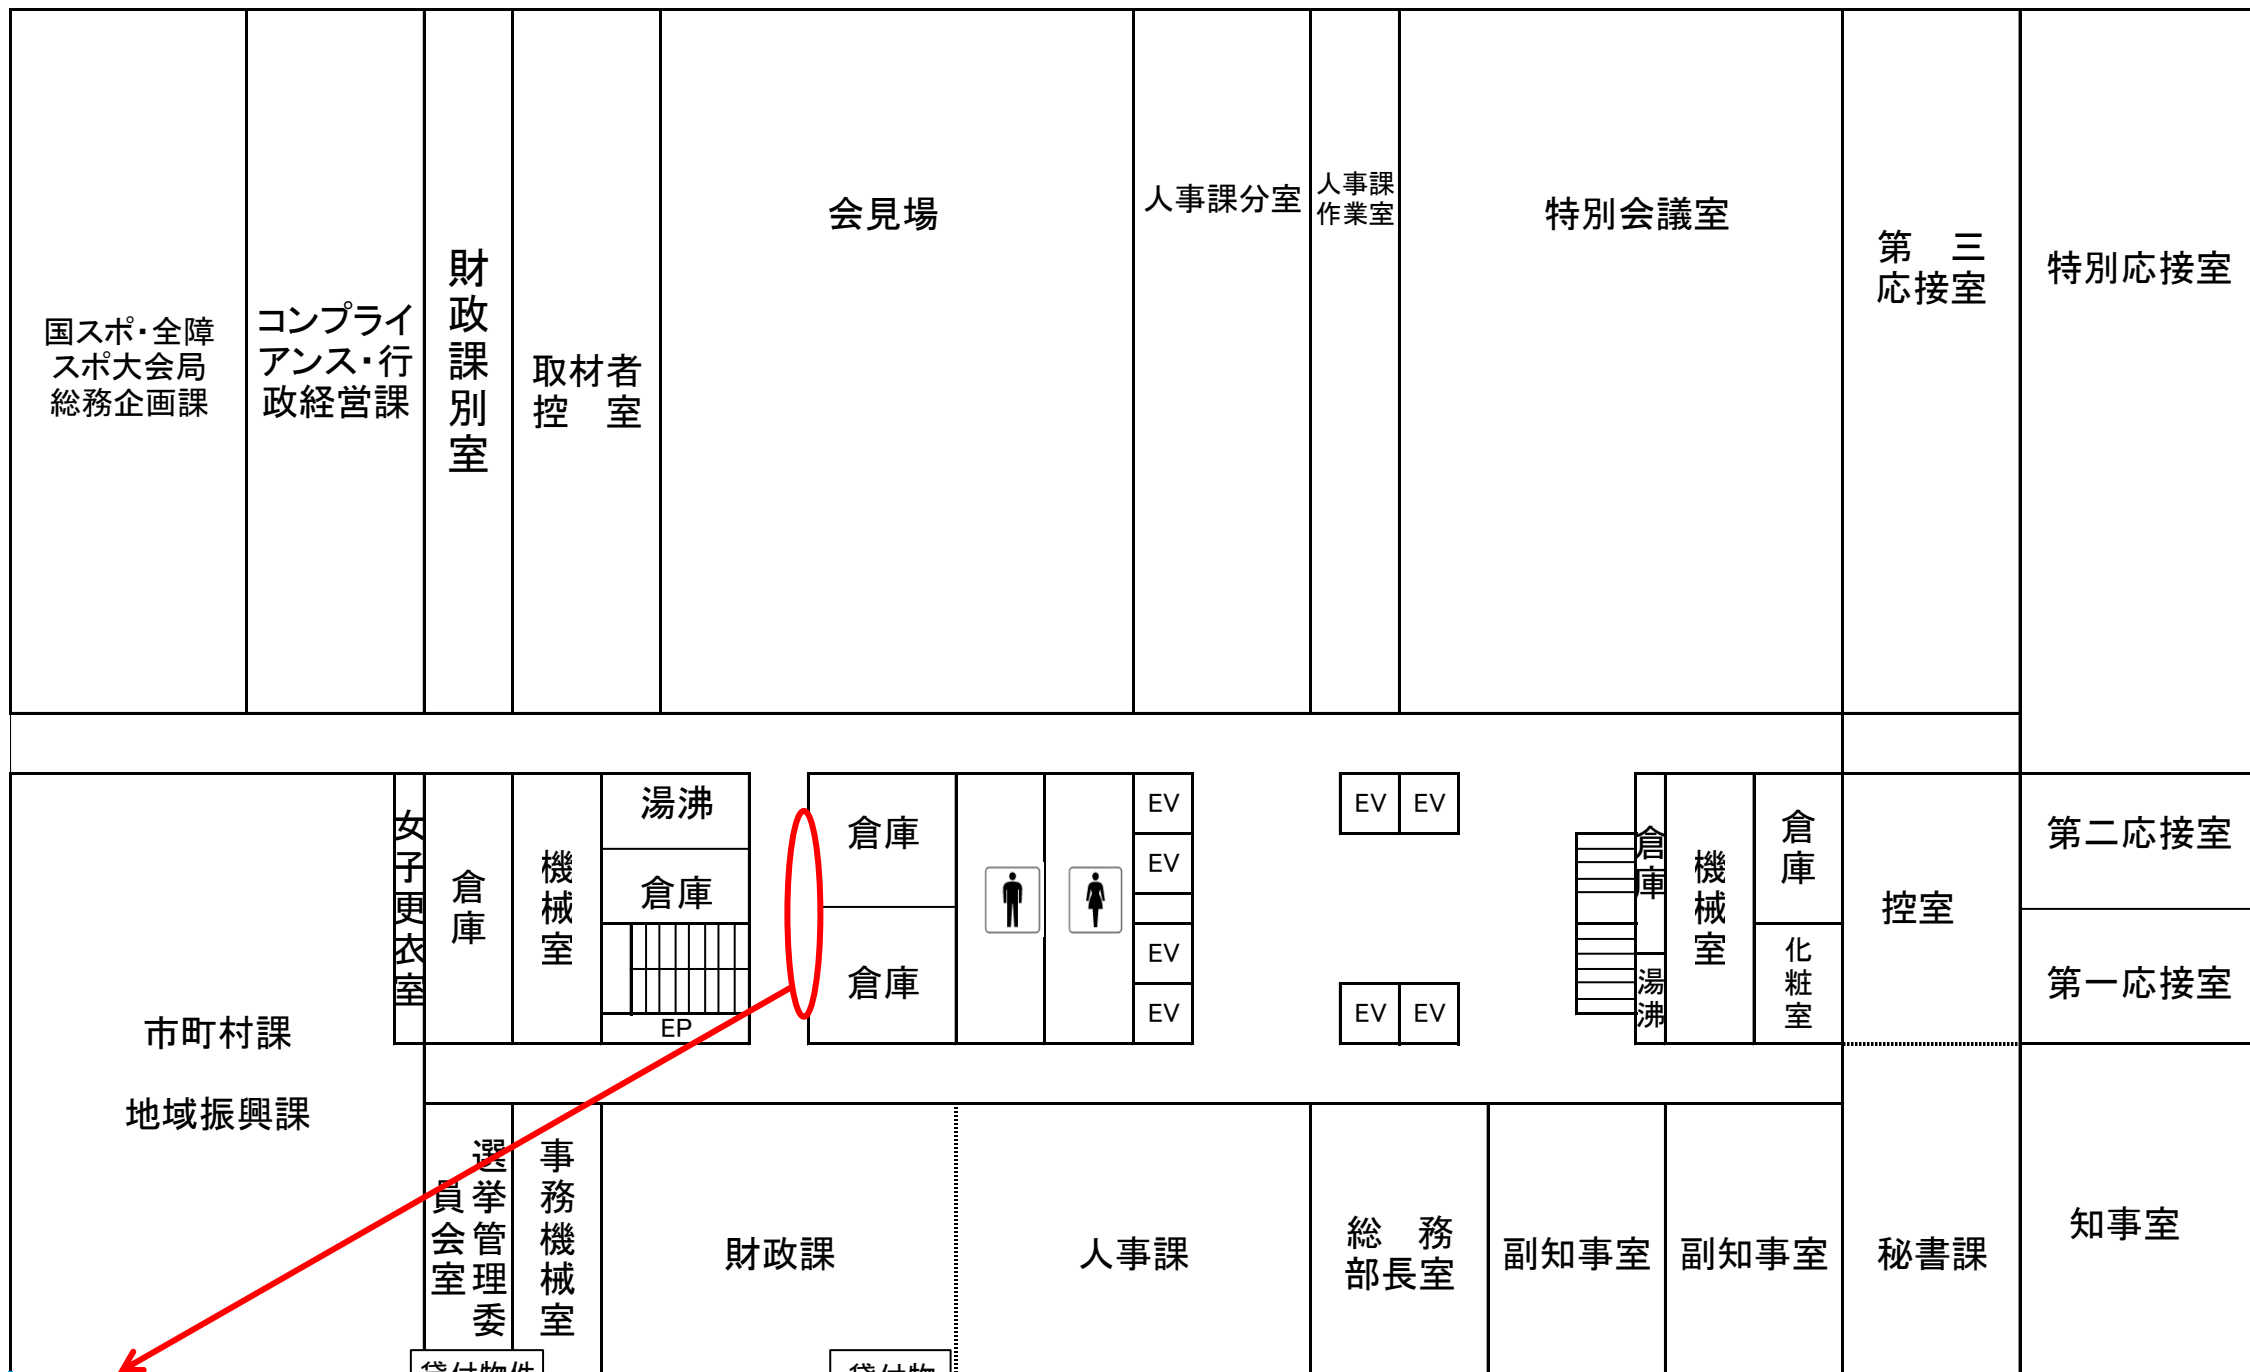 国スポ・全障
スポ大会局
総務企画課
コンプライ
アンス・行
政経営課
財政課別室
取材者
控　室
会見場
人事課分室
人事課
作業室
特別会議室
第　三
応接室
特別応接室
女子更衣室
倉庫
機械室
湯沸
倉庫
EP
倉庫
倉庫
EV
EV
EV
EV
EV EV
EV EV
倉庫
湯沸
機械室
倉庫
化粧室
控室
第二応接室
第一応接室
市町村課
地域振興課
選挙管理委
員会室
事務機械室
財政課
人事課
総　務
部長室
副知事室
副知事室
秘書課
知事室
貸付物件
貸付物